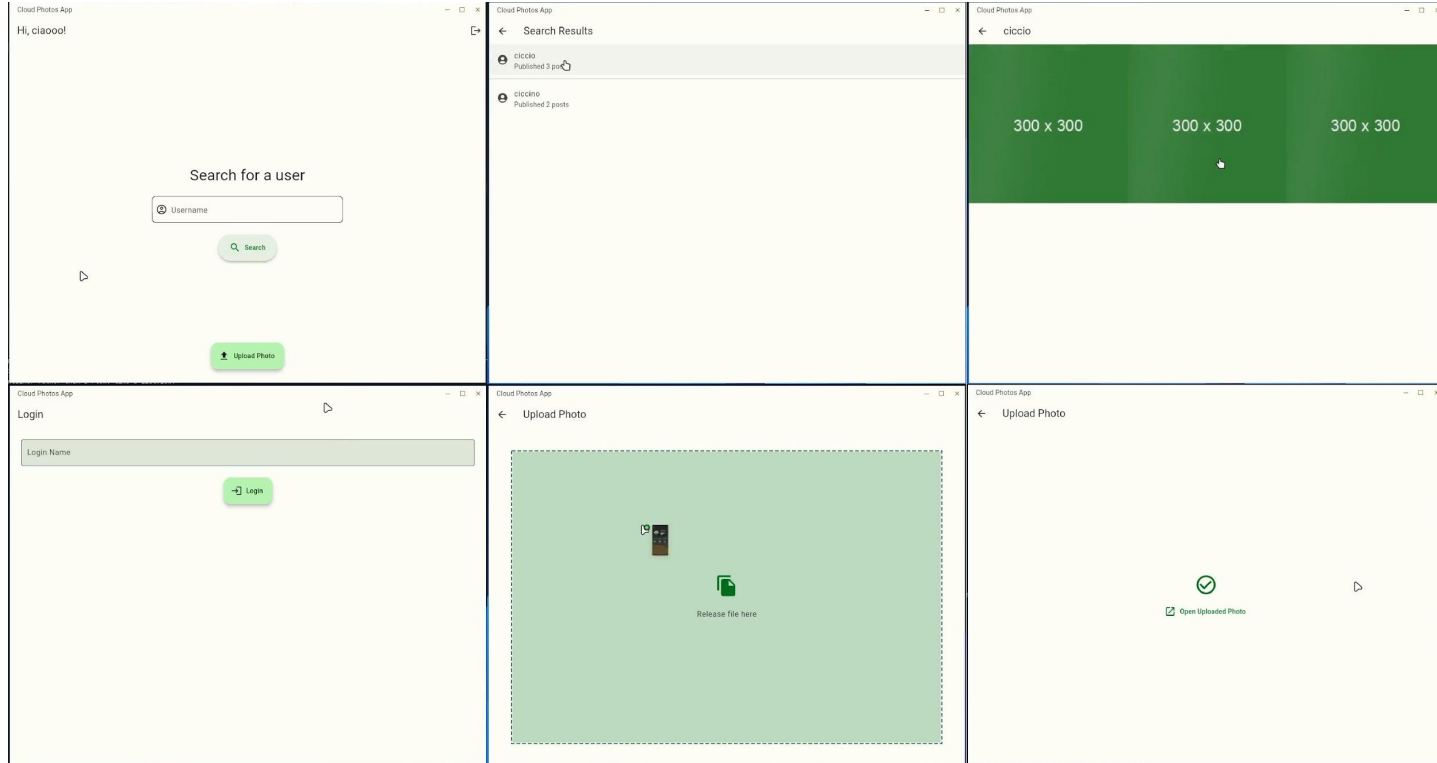 Cloud Photos App
Hi, ciaooo!
Search for a user
Username
Search
Upload Photo
Cloud Photos App
Search Results
ciccio
Published 3 po
ciccino
Published 2 posts
Cloud Photos App
ciccio
300 x 300
300 x 300
300 x 300
Cloud Photos App
Login
Login Name
Login
Cloud Photos App
Upload Photo
Release file here
Cloud Photos App
Upload Photo
Open Uploaded Photo